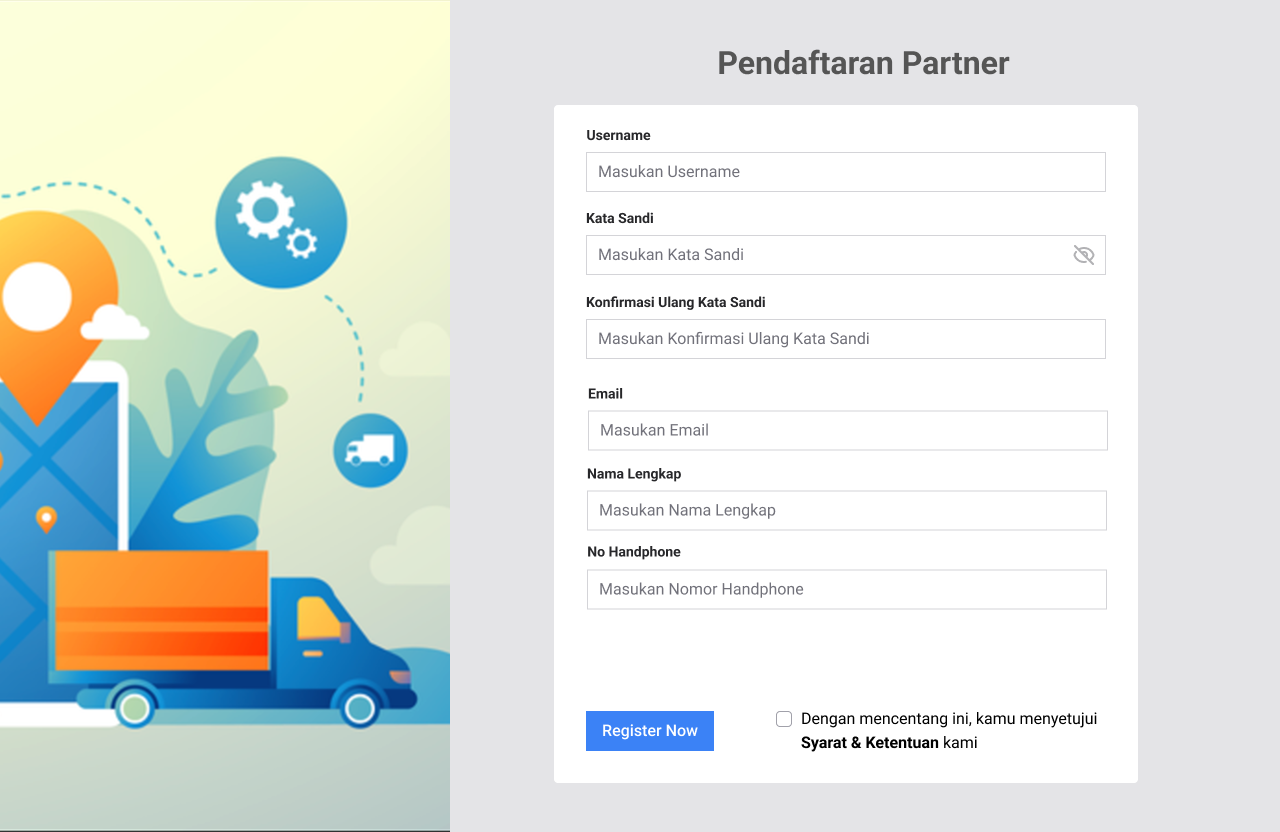 Pendaftaran Partner
Username
Masukan Username
Kata Sandi
Masukan Kata Sandi
Konfirmasi Ulang Kata Sandi
Masukan Konfirmasi Ulang Kata Sandi
Email
Masukan Email
Nama Lengkap
Masukan Nama Lengkap
No Handphone
Masukan Nomor Handphone
Register Now
Dengan mencentang ini, kamu menyetujui
Syarat & Ketentuan kami